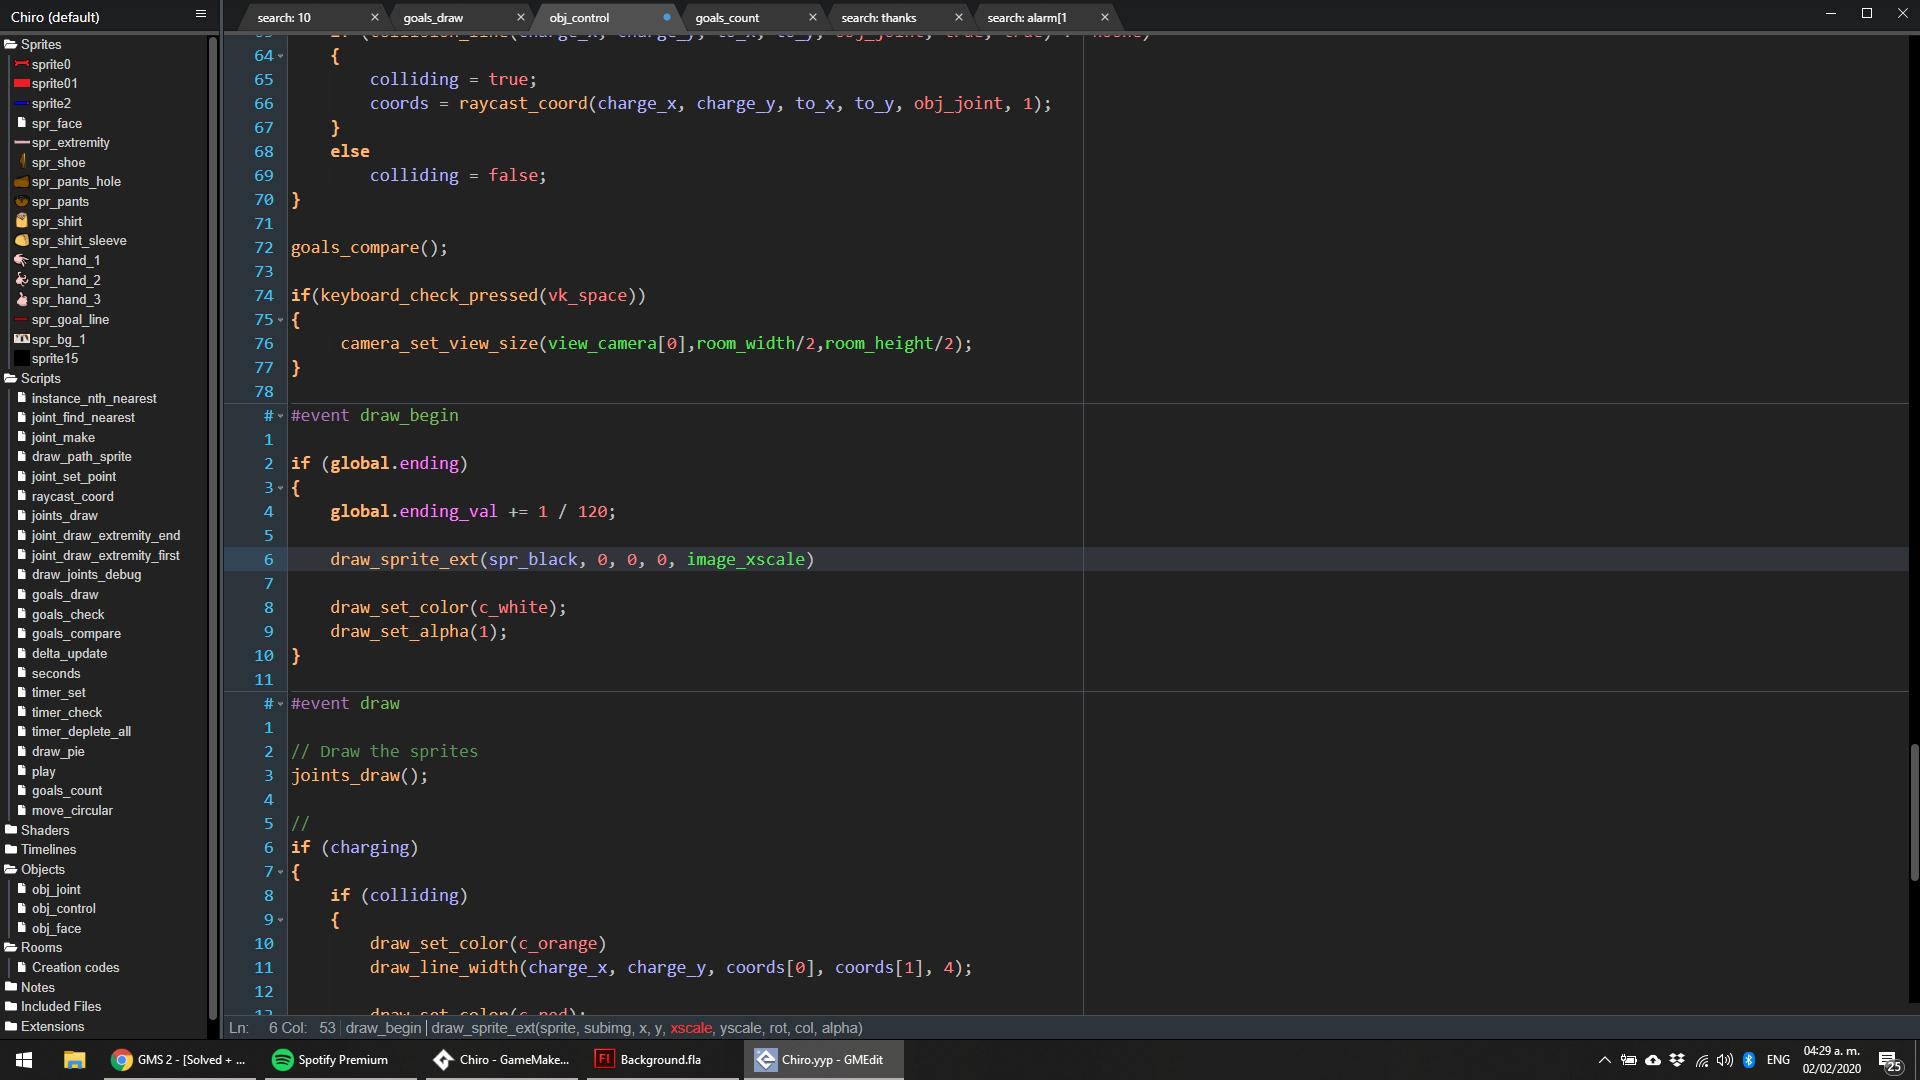 Chiro (default)
search: 10
goals_draw
obj_control
goals_count
search: thanks
search: alarm[1
Sprites
sprite0
sprite01
sprite2
spr_face
spr_extremity
spr_shoe
spr_pants_hole
spr_pants
spr_shirt
spr_shirt_sleeve
spr_hand_1
spr_hand_2
spr_hand_3
spr_goal_line
spr_bg_1
sprite15
Scripts
instance_nth_nearest
joint_find_nearest
joint_make
draw_path_sprite
joint_set_point
raycast_coord
joints_draw
joint_draw_extremity_end
joint_draw_extremity_first
draw_joints_debug
goals_draw
goals_check
goals_compare
delta_update
seconds
timer_set
timer_check
timer_deplete_all
draw_pie
play
goals_count
move_circular
Shaders
Timelines
Objects
obj_joint
obj_control
obj_face
Rooms
Creation codes
Notes
Included Files
Extensions
64 {
65 colliding = true;
66 coords = raycast_coord(charge_x, charge_y, to_x, to_y, obj_joint, 1);
67 }
68 else
69 colliding = false;
70 }
71
72 goals_compare();
73
74 if(keyboard_check_pressed(vk_space))
75 {
76 camera_set_view_size(view_camera[0],room_width/2,room_height/2);
77 }
78
# #event draw_begin
1
2 if (global.ending)
3 {
4 global.ending_val += 1 / 120;
5
6 draw_sprite_ext(spr_black, 0, 0, 0, image_xscale)
7
8 draw_set_color(c_white);
9 draw_set_alpha(1);
10 }
11
# #event draw
1
2 // Draw the sprites
3 joints_draw();
4
5 //
6 if (charging)
7 {
8 if (colliding)
9 {
10 draw_set_color(c_orange)
11 draw_line_width(charge_x, charge_y, coords[0], coords[1], 4);
12
Ln: 6 Col: 53 draw_begin draw_sprite_ext(sprite, subimg, x, y, xscale, yscale, rot, col, alpha)
GMS 2 - [Solved + ...
Spotify Premium
Chiro - GameMake...
Background.fla
Chiro.yyp - GMEdit
ENG
04:29 a. m.
02/02/2020
25